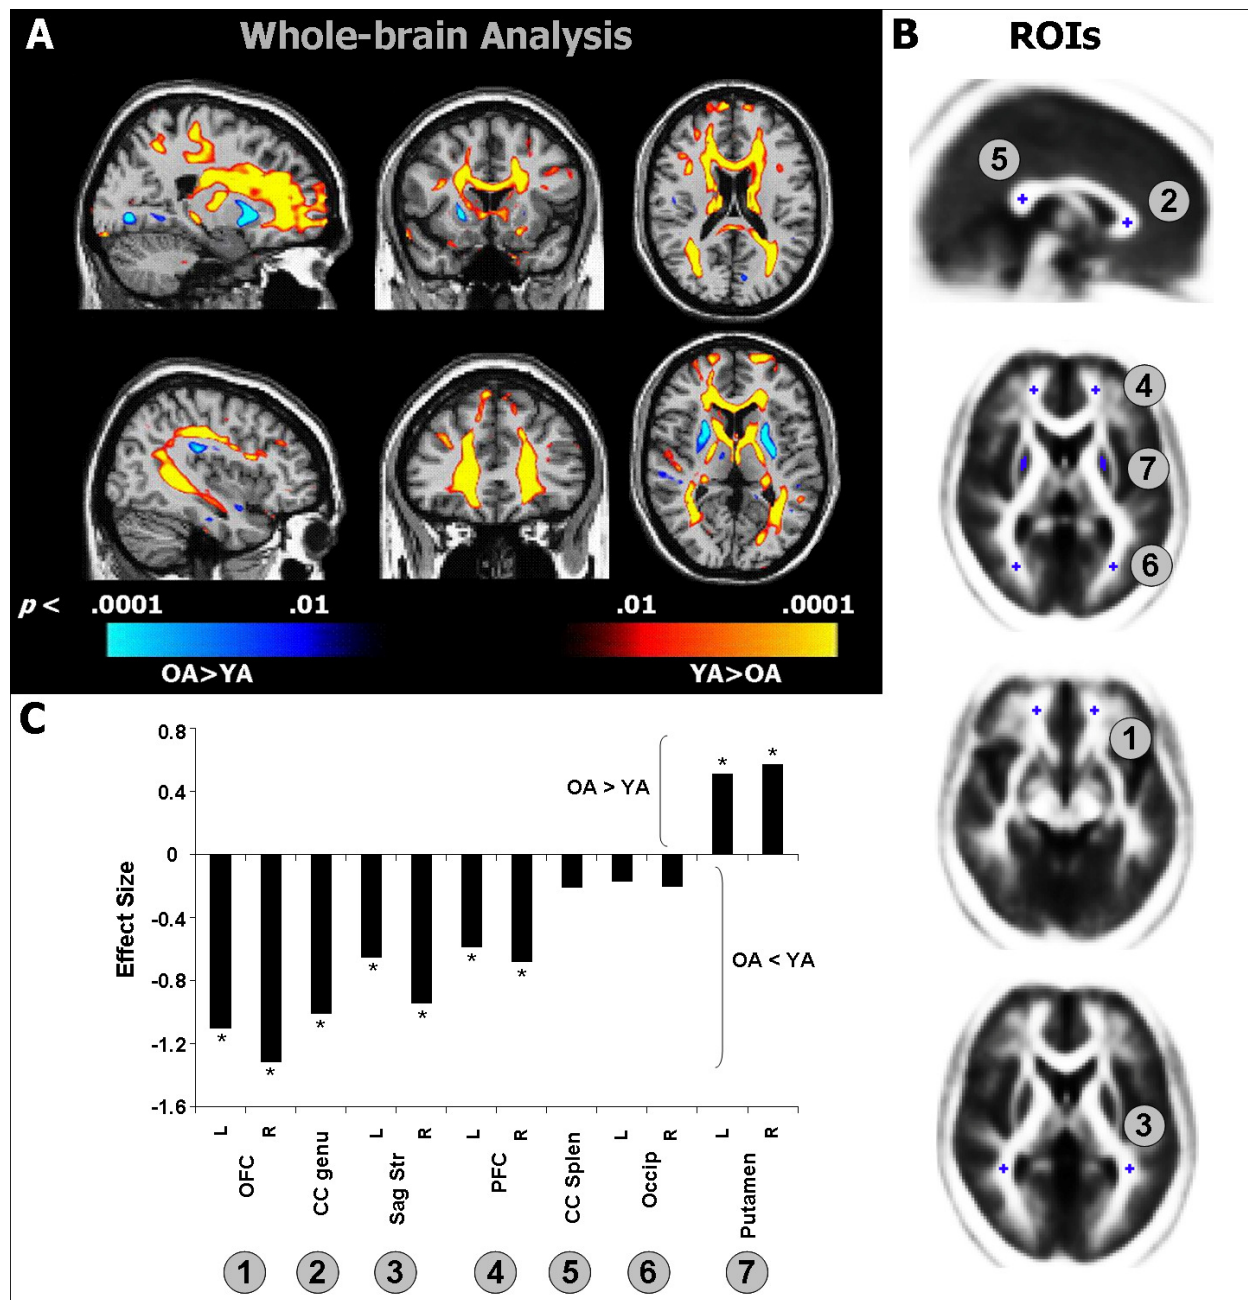 A
Whole-brain Analysis
p < .0001 .01 .01 .0001
OA>YA YA>OA
B
ROIs
5
2
4
7
6
1
3
C
0.8
0.4
0
-0.4
-0.8
-1.2
-1.6
Effect Size
OA > YA
OA < YA
* * * * * * * * *
L R L R L R L R L R
OFC CC genu Sag Str PFC CC Splen Occip Putamen
1 2 3 4 5 6 7